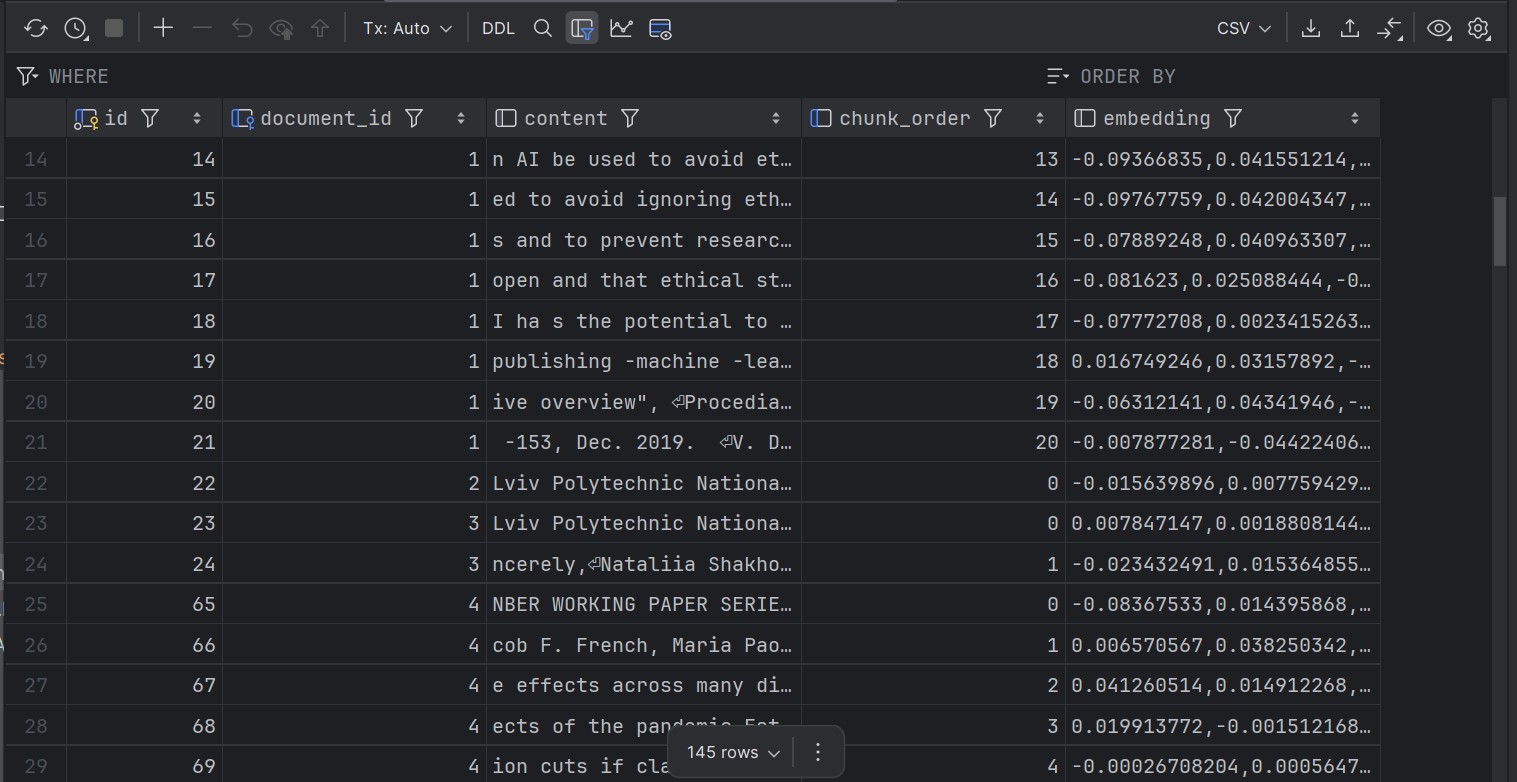 Tx: Auto DDL CSV
WHERE ORDER BY
id document_id content chunk_order embedding
14 14 1 n AI be used to avoid et… 13 -0.09366835,0.041551214,…
15 15 1 ed to avoid ignoring eth… 14 -0.09767759,0.042004347,…
16 16 1 s and to prevent researc… 15 -0.07889248,0.040963307,…
17 17 1 open and that ethical st… 16 -0.081623,0.025088444,-0…
18 18 1 I ha s the potential to … 17 -0.07772708,0.0023415263…
19 19 1 publishing -machine -lea… 18 0.016749246,0.03157892,-…
20 20 1 ive overview", ⏎Procedia… 19 -0.06312141,0.04341946,-…
21 21 1 -153, Dec. 2019. ⏎V. D… 20 -0.007877281,-0.04422406…
22 22 2 Lviv Polytechnic Nationa… 0 -0.015639896,0.007759429…
23 23 3 Lviv Polytechnic Nationa… 0 0.007847147,0.0018808144…
24 24 3 ncerely,⏎Nataliia Shakho… 1 -0.023432491,0.015364855…
25 65 4 NBER WORKING PAPER SERIE… 0 -0.08367533,0.014395868,…
26 66 4 cob F. French, Maria Pao… 1 0.006570567,0.038250342,…
27 67 4 e effects across many di… 2 0.041260514,0.014912268,…
28 68 4 ects of the 3 0.019913772,-0.001512168…
29 69 4 ion cuts if cla 4 -0.00026708204,0.0005647…
145 rows